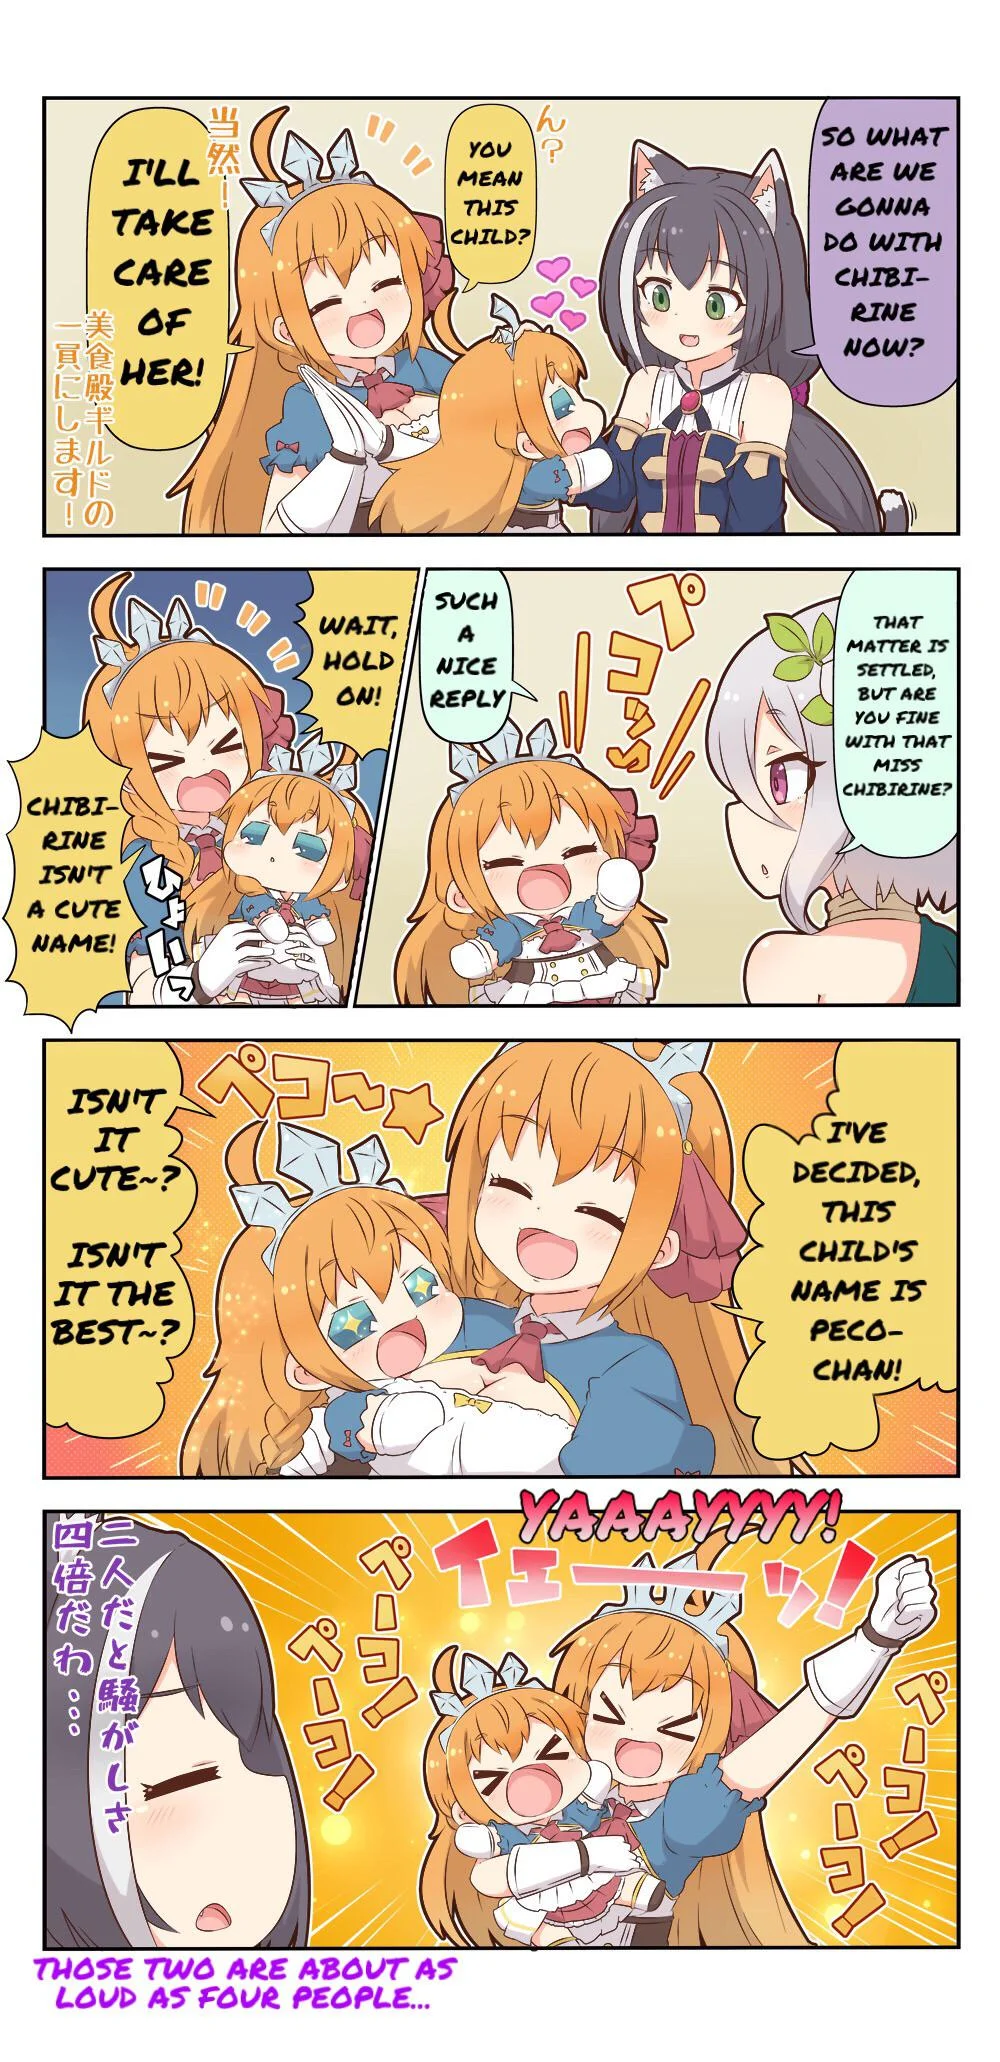 SO WHAT
ARE WE
GONNA
DO WITH
CHIBI-
RINE
NOW?
ん?
YOU
MEAN
THIS
CHILD?
当然!
I'LL
TAKE
CARE
OF
HER!
美食殿ギルドの
一員にします!
THAT
MATTER IS
SETTLED,
BUT ARE
YOU FINE
WITH THAT
MISS
CHIBIRINE?
ペコッ
SUCH
A
NICE
REPLY
WAIT,
HOLD
ON!
CHIBI-
RINE
ISN'T
A CUTE
NAME!
ひょいっ
I'VE
DECIDED,
THIS
CHILD'S
NAME IS
PECO-
CHAN!
ペコ〜☆
ISN'T
IT
CUTE~?
ISN'T
IT THE
BEST~?
YAAAYYYY!
イェーーッ!
ペーコ!
ペーコ!
ペーコ!
ペーコ!
二人だと騒がしさ
四倍だわ…
THOSE TWO ARE ABOUT AS
LOUD AS FOUR PEOPLE...